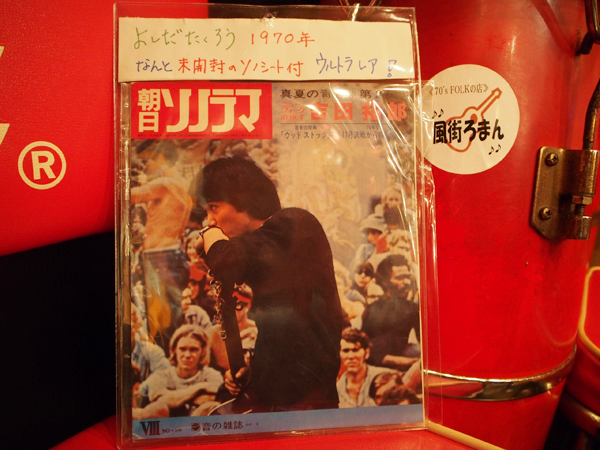 よしだたくろう 1970年
なんと未開封のソノシート付 ウルトラレア!
朝日ソノラマ
真夏の
吉田拓郎
「ウッドストック」
VIII
音の雑誌
®
《70's FOLKの店》
風街ろまん